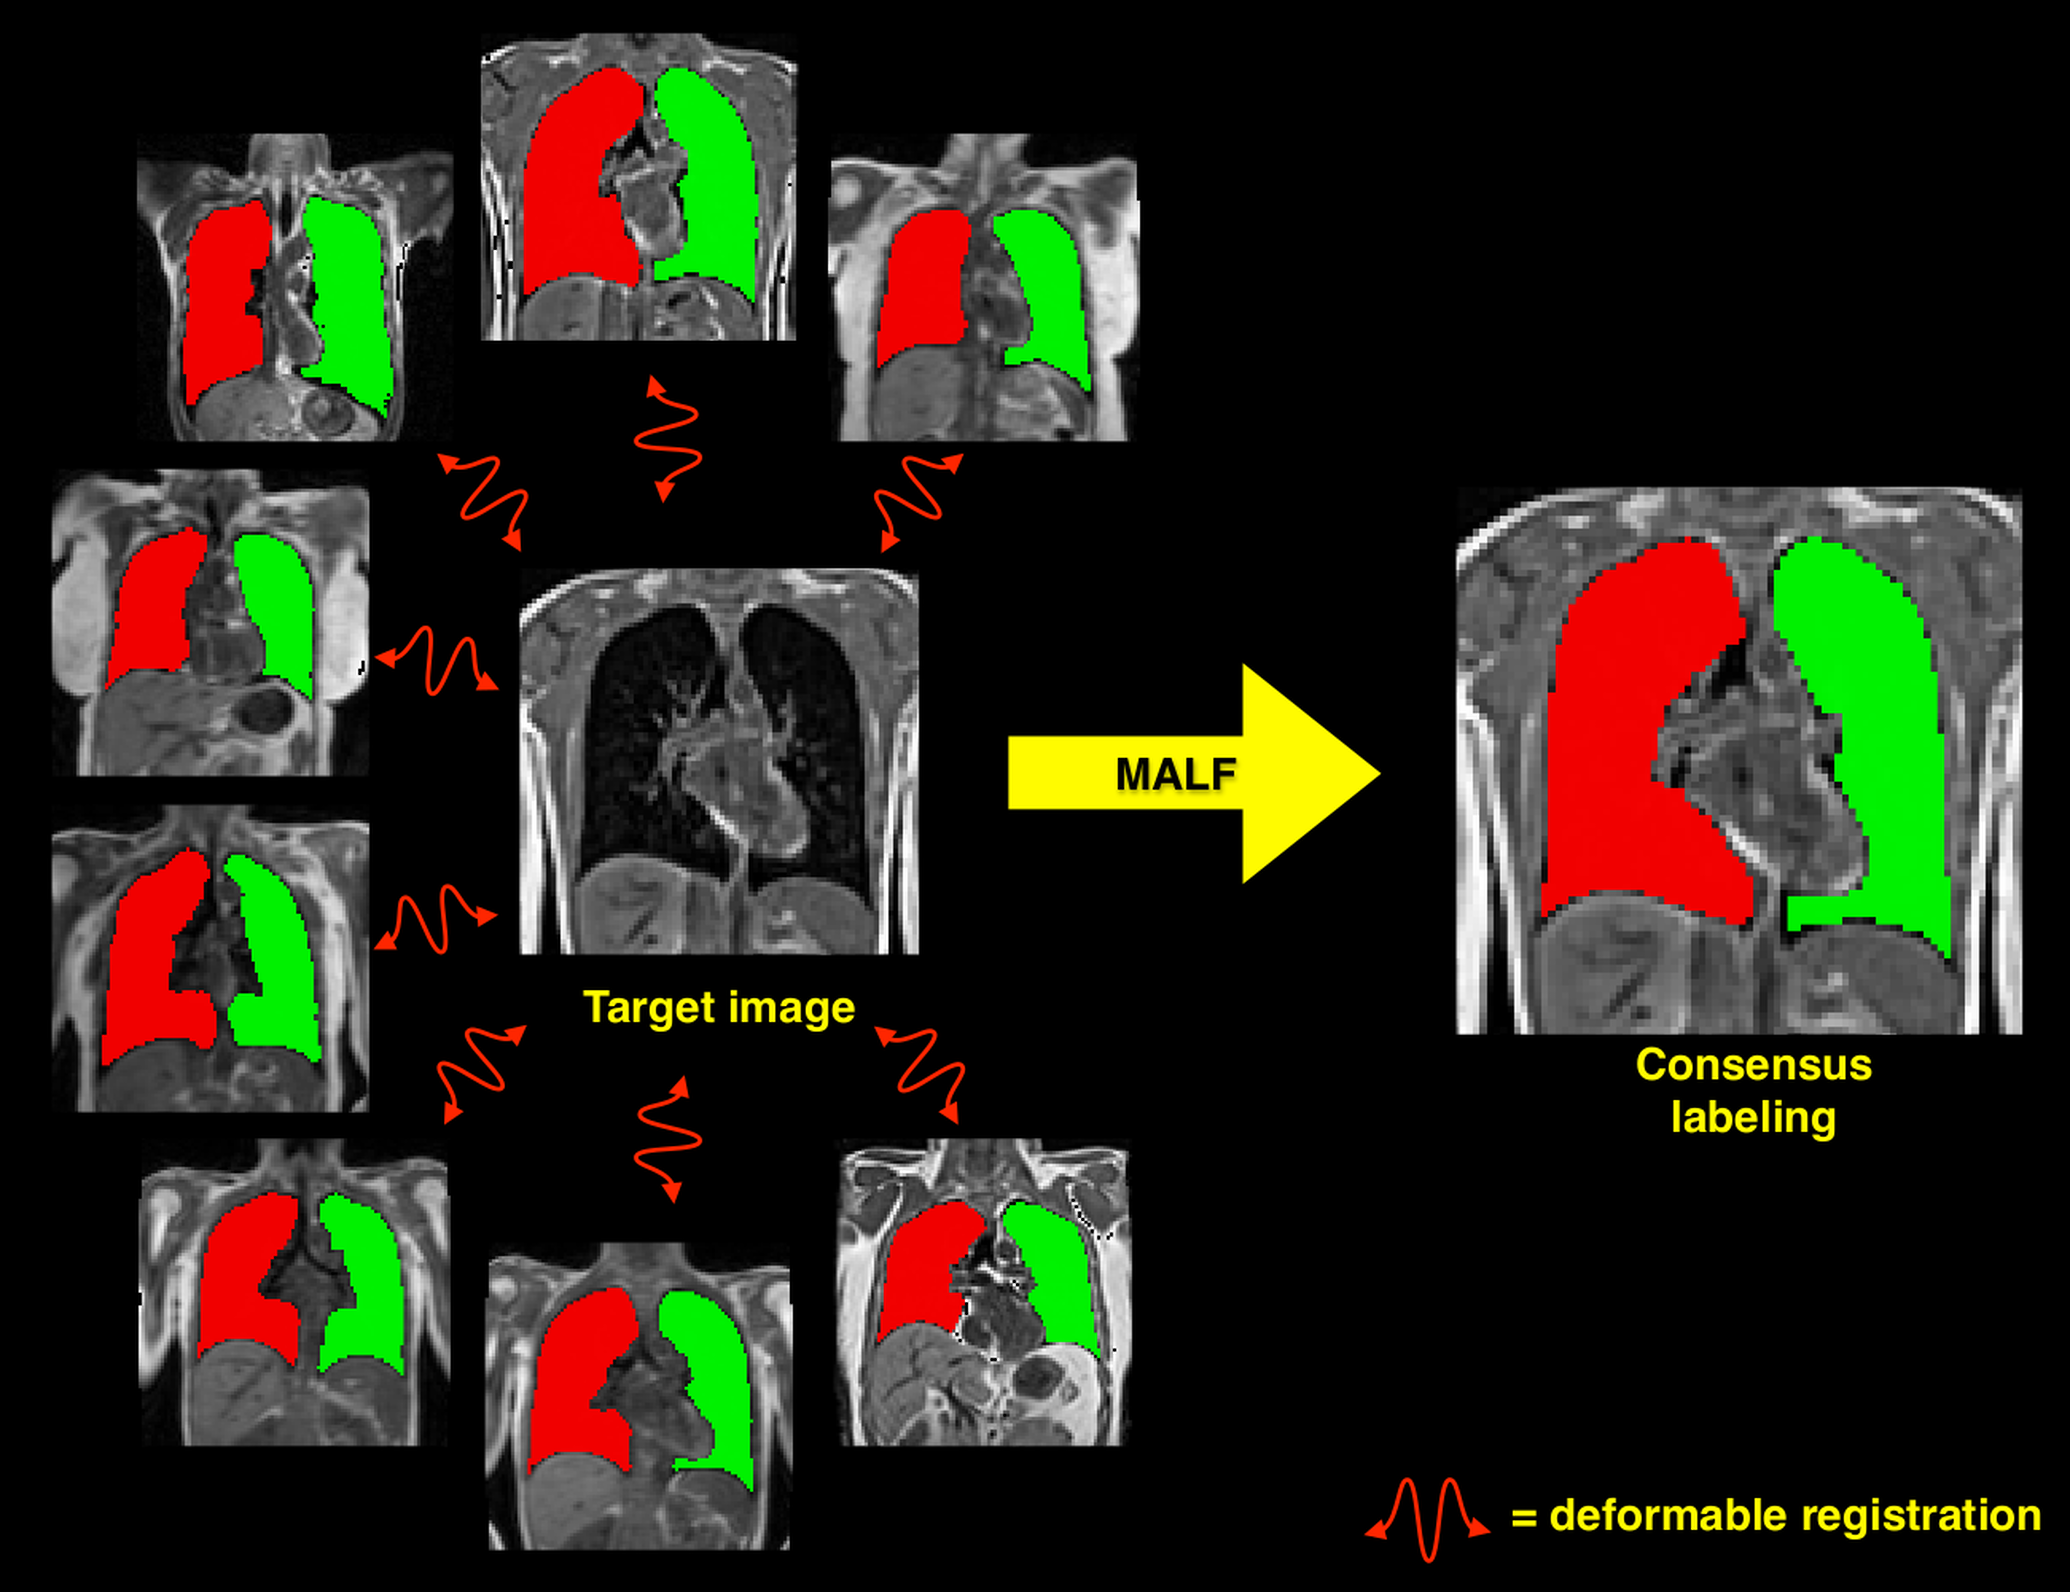 MALF
Target image
Consensus
labeling
= deformable registration